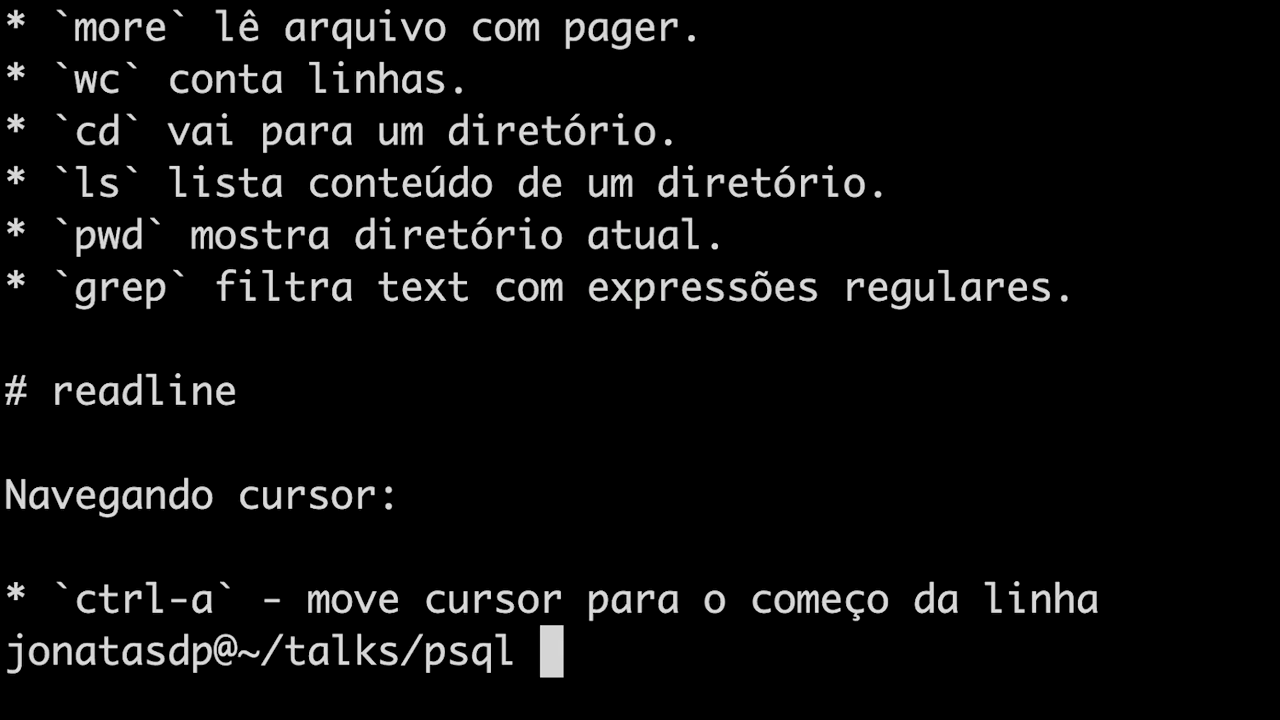 * `more` lê arquivo com pager.
* `wc` conta linhas.
* `cd` vai para um diretório.
* `ls` lista conteúdo de um diretório.
* `pwd` mostra diretório atual.
* `grep` filtra text com expressões regulares.
# readline
Navegando cursor:
* `ctrl-a` - move cursor para o começo da linha
jonatasdp@~/talks/psql